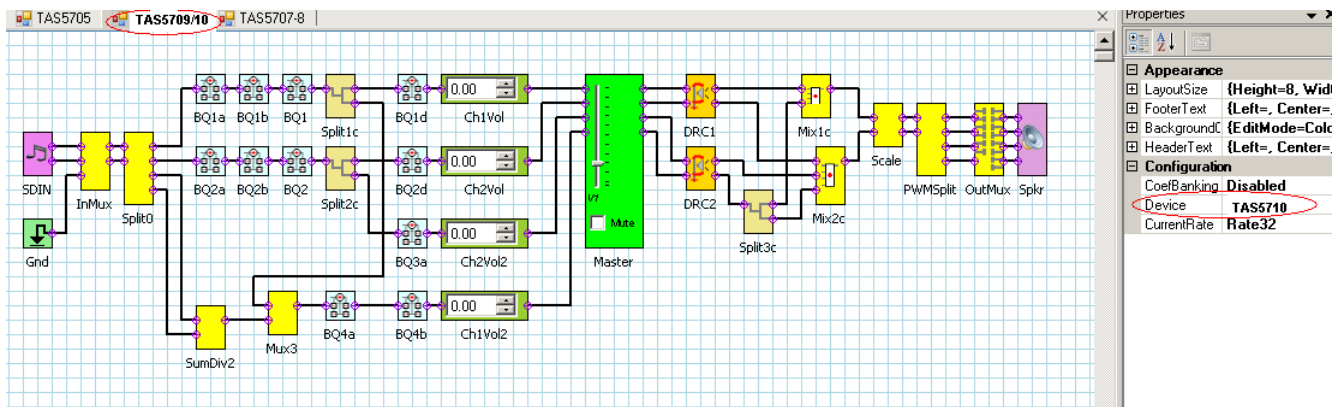 TAS5705 TAS5709/10 TAS5707-8
Properties
Appearance
LayoutSize {Height=8, Wid
FooterText {Left=, Center=,
Background {EditMode=Colo
HeaderText {Left=, Center=,
Configuration
CoefBanking Disabled
Device TAS5710
CurrentRate Rate32
BQ1a BQ1b BQ1 Split1c BQ1d 0.00 Ch1Vol
DRC1 Mix1c
SDIN InMux Split0
BQ2a BQ2b BQ2 Split2c BQ2d 0.00 Ch2Vol
DRC2 Mix2c Scale PWMSplit OutMux Spkr
V1
Mute
Gnd
BQ3a 0.00 Ch2Vol2
Master
Split3c
SumDiv2 Mux3 BQ4a BQ4b 0.00 Ch1Vol2